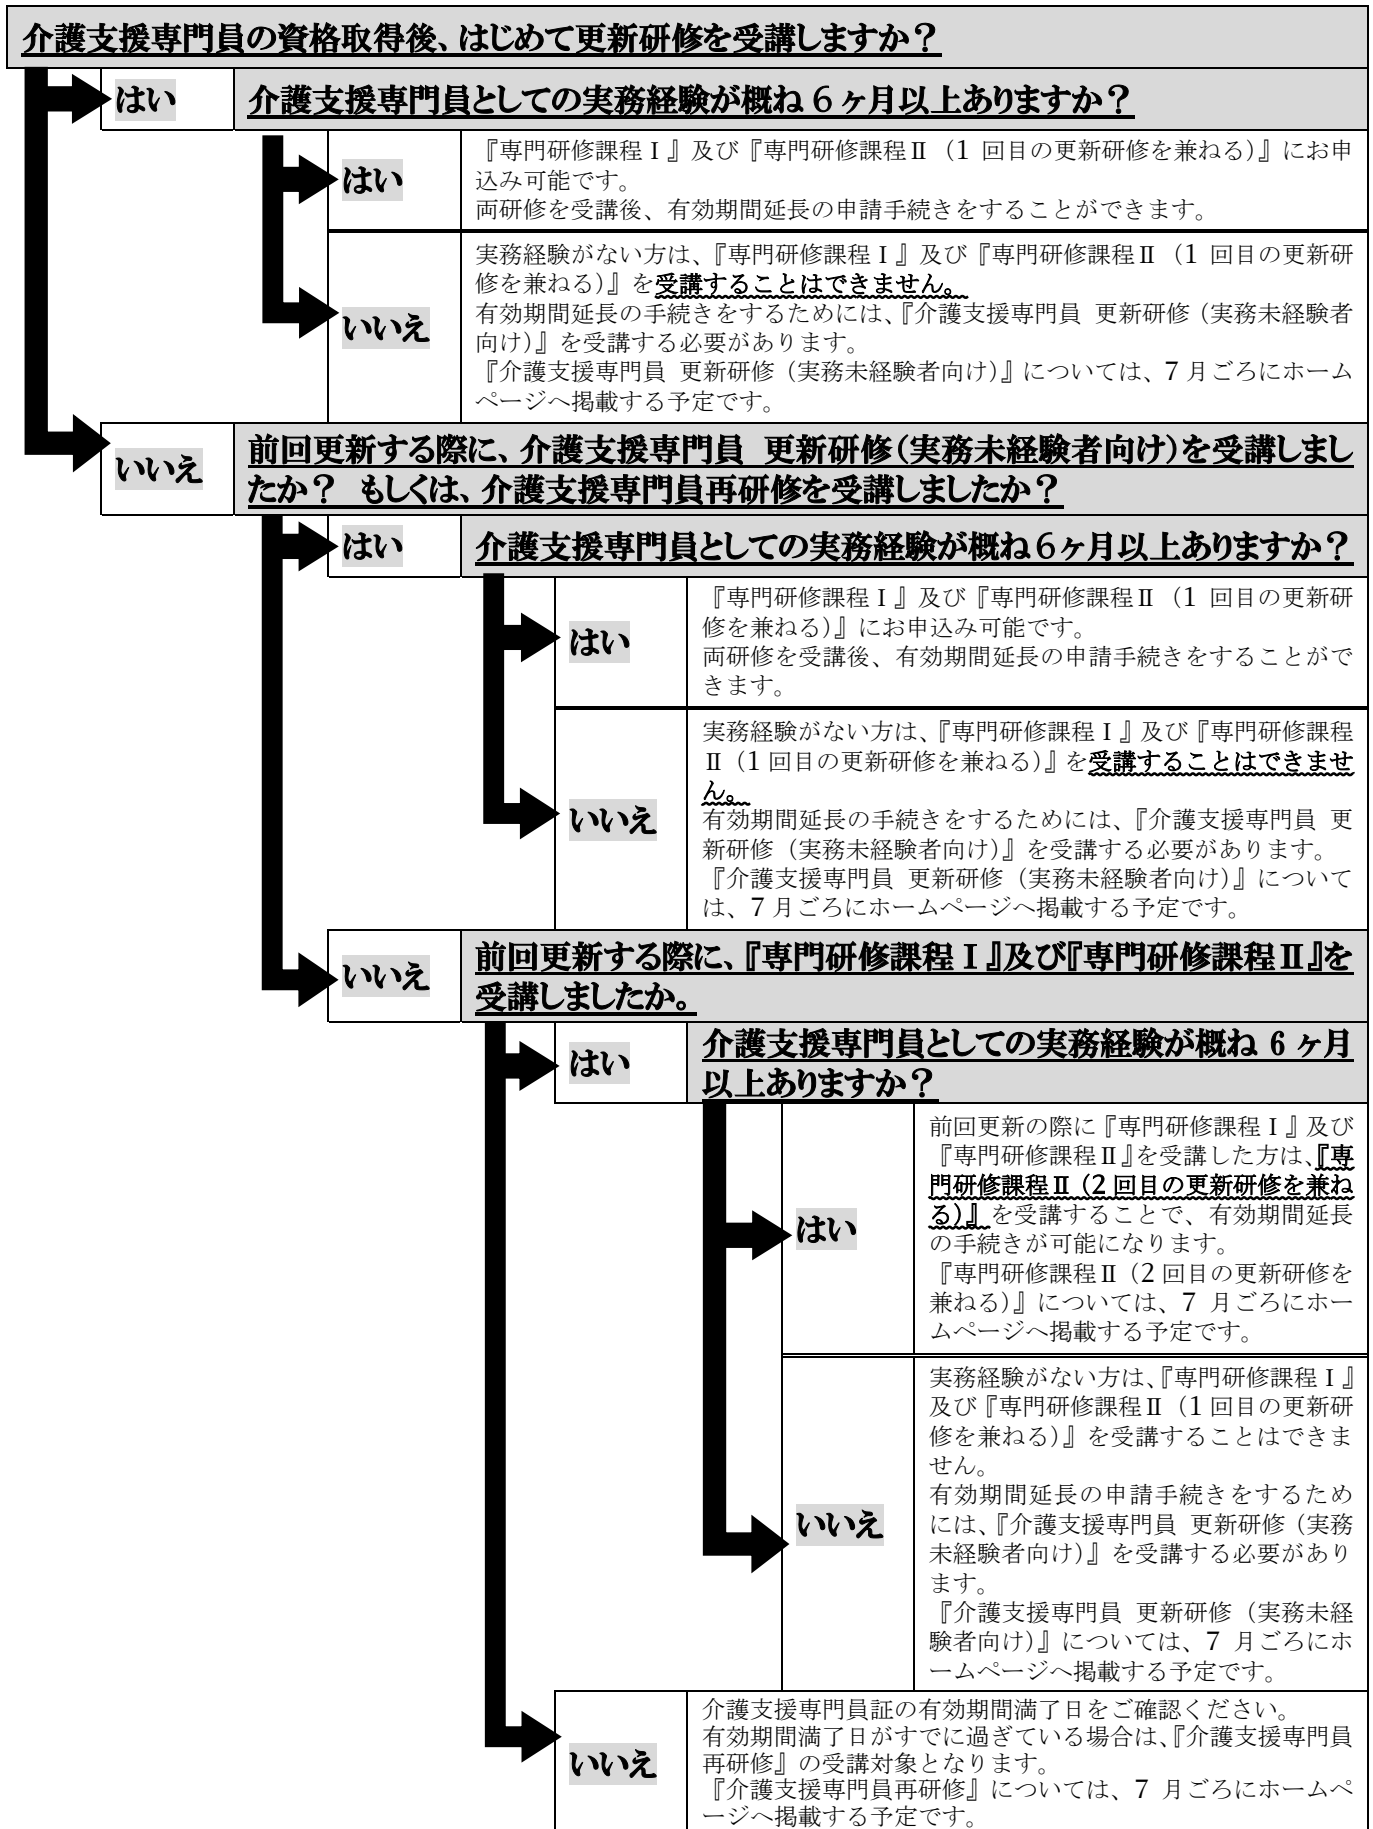 介護支援専門員の資格取得後、はじめて更新研修を受講しますか？
はい
介護支援専門員としての実務経験が概ね６ヶ月以上ありますか？
はい
『専門研修課程Ⅰ』及び『専門研修課程Ⅱ（1 回目の更新研修を兼ねる）』にお申
込み可能です。
両研修を受講後、有効期間延長の申請手続きをすることができます。
いいえ
実務経験がない方は、『専門研修課程Ⅰ』及び『専門研修課程Ⅱ（1 回目の更新研
修を兼ねる）』を受講することはできません。
有効期間延長の手続きをするためには、『介護支援専門員 更新研修（実務未経験者
向け）』を受講する必要があります。
『介護支援専門員 更新研修（実務未経験者向け）』については、7 月ごろにホーム
ページへ掲載する予定です。
いいえ
前回更新する際に、介護支援専門員 更新研修（実務未経験者向け）を受講しまし
たか？ もしくは、介護支援専門員再研修を受講しましたか？
はい
介護支援専門員としての実務経験が概ね６ヶ月以上ありますか？
はい
『専門研修課程Ⅰ』及び『専門研修課程Ⅱ（1 回目の更新研
修を兼ねる）』にお申込み可能です。
両研修を受講後、有効期間延長の申請手続きをすることがで
きます。
いいえ
実務経験がない方は、『専門研修課程Ⅰ』及び『専門研修課程
Ⅱ（1 回目の更新研修を兼ねる）』を受講することはできませ
ん。
有効期間延長の手続きをするためには、『介護支援専門員 更
新研修（実務未経験者向け）』を受講する必要があります。
『介護支援専門員 更新研修（実務未経験者向け）』について
は、7 月ごろにホームページへ掲載する予定です。
いいえ
前回更新する際に、『専門研修課程Ⅰ』及び『専門研修課程Ⅱ』を
受講しましたか。
はい
介護支援専門員としての実務経験が概ね 6 ヶ月
以上ありますか？
はい
前回更新の際に『専門研修課程Ⅰ』及び
『専門研修課程Ⅱ』を受講した方は、『専
門研修課程Ⅱ（2 回目の更新研修を兼ね
る）』を受講することで、有効期間延長
の手続きが可能になります。
『専門研修課程Ⅱ（2 回目の更新研修を
兼ねる）』については、7 月ごろにホー
ムページへ掲載する予定です。
いいえ
実務経験がない方は、『専門研修課程Ⅰ』
及び『専門研修課程Ⅱ（1 回目の更新研
修を兼ねる）』を受講することはできま
せん。
有効期間延長の申請手続きをするため
には、『介護支援専門員 更新研修（実務
未経験者向け）』を受講する必要があり
ます。
『介護支援専門員 更新研修（実務未経
験者向け）』については、7 月ごろにホ
ームページへ掲載する予定です。
いいえ
介護支援専門員証の有効期間満了日をご確認ください。
有効期間満了日がすでに過ぎている場合は、『介護支援専門員
再研修』の受講対象となります。
『介護支援専門員再研修』については、7 月ごろにホームペ
ージへ掲載する予定です。